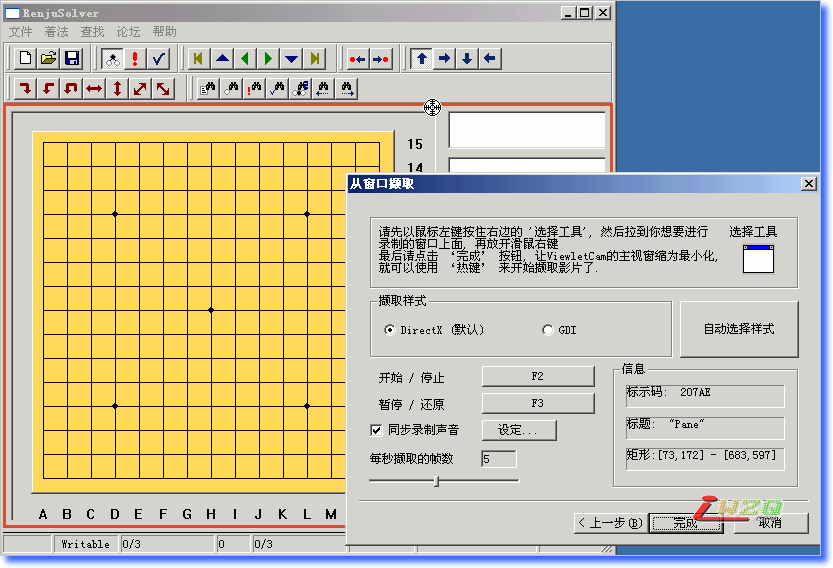 RenjuSolver
文件 着法 查找 论坛 帮助
15
14
A B C D E F G H I J K L M
Writable 0/3 0 0/3
从窗口撷取
请先以鼠标左键按住右边的 '选择工具', 然后拉到你想要进行
录制的窗口上面, 再放开滑鼠右键
最后请点击 ‘完成’ 按钮, 让ViewletCam的主视窗缩为最小化,
就可以使用 ‘热键’ 来开始撷取影片了.
选择工具
撷取样式
DirectX (默认) GDI
自动选择样式
开始 / 停止 F2
暂停 / 还原 F3
同步录制声音 设定...
每秒撷取的帧数 5
信息
标示码: 207AE
标题: "Pane"
矩形:[73,172] - [683,597]
< 上一步(B) 完成 取消